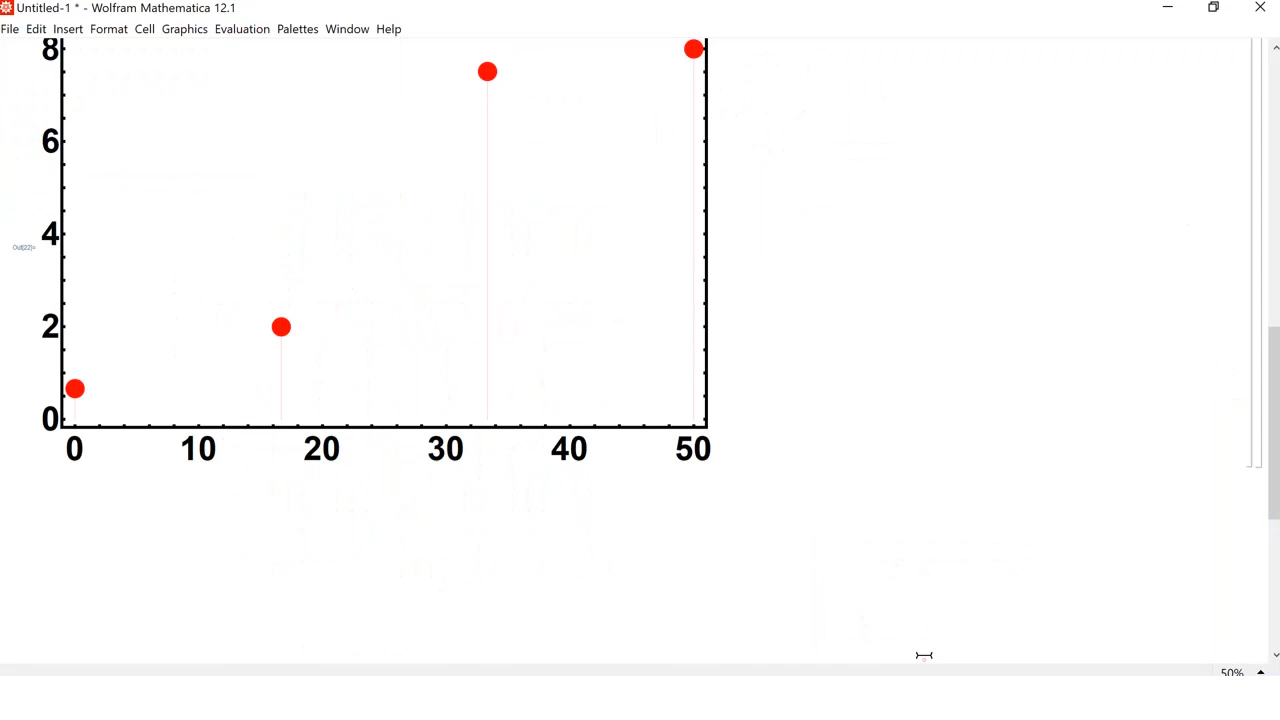 Untitled-1 * - Wolfram Mathematica 12.1
File Edit Insert Format Cell Graphics Evaluation Palettes Window Help
8
6
4
Out[22]=
2
0
0 10 20 30 40 50
50%